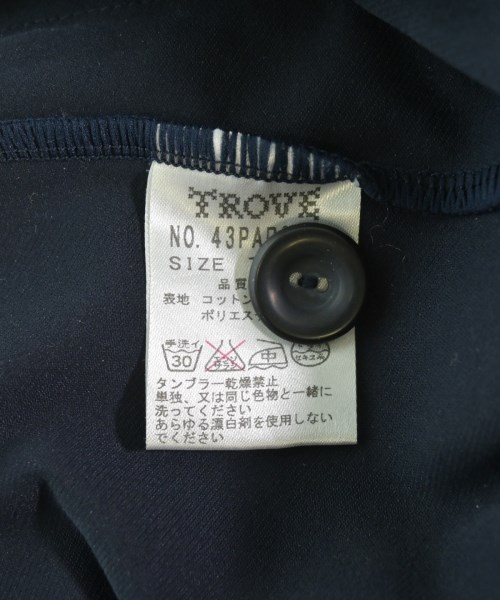 TROVE
NO. 43PAR
SIZE
品質
表地 コットン
ポリエステ
手洗イ
30
中
タンブラー乾燥禁止
単独、又は同じ色物と一緒に
洗ってください
あらゆる漂白剤を使用しない
でください